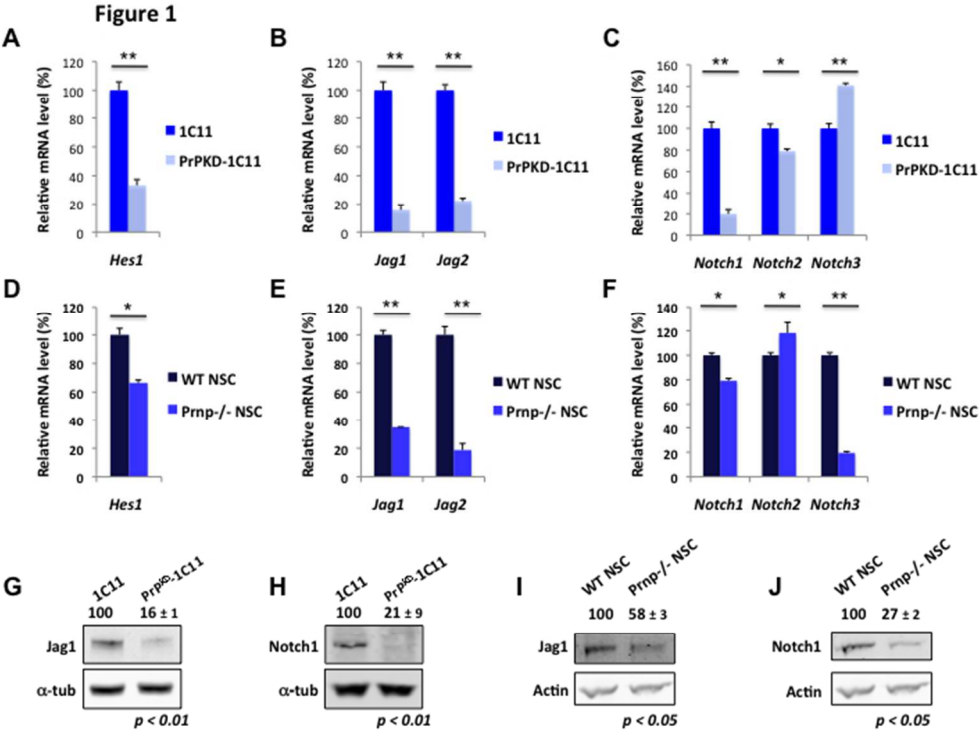 Figure 1
A
**
Relative mRNA level (%)
120
100
80
60
40
20
0
Hes1
1C11
PrPKD-1C11
B
** **
Relative mRNA level (%)
120
100
80
60
40
20
0
Jag1 Jag2
1C11
PrPKD-1C11
C
** * **
Relative mRNA level (%)
160
140
120
100
80
60
40
20
0
Notch1 Notch2 Notch3
1C11
PrPKD-1C11
D
*
Relative mRNA level (%)
120
100
80
60
40
20
0
Hes1
WT NSC
Prnp-/- NSC
E
** **
Relative mRNA level (%)
120
100
80
60
40
20
0
Jag1 Jag2
WT NSC
Prnp-/- NSC
F
* * **
Relative mRNA level (%)
140
120
100
80
60
40
20
0
Notch1 Notch2 Notch3
WT NSC
Prnp-/- NSC
G
1C11 PrPKD-1C11
100 16 ± 1
Jag1
α-tub
p < 0.01
H
1C11 PrPKD-1C11
100 21 ± 9
Notch1
α-tub
p < 0.01
I
WT NSC Prnp-/- NSC
100 58 ± 3
Jag1
Actin
p < 0.05
J
WT NSC Prnp-/- NSC
100 27 ± 2
Notch1
Actin
p < 0.05